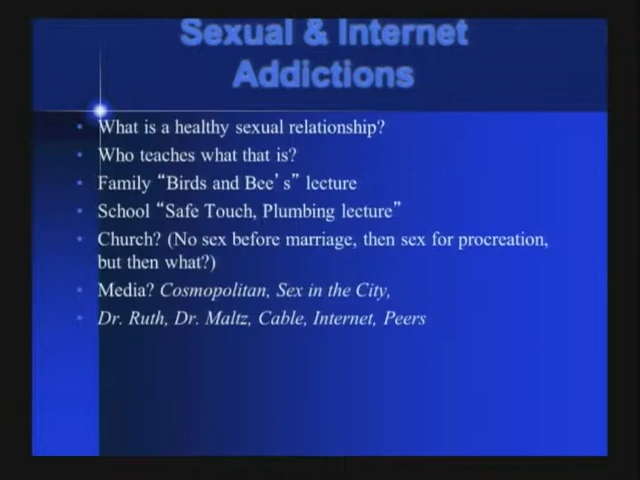 Sexual & Internet
Addictions
• What is a healthy sexual relationship?
• Who teaches what that is?
• Family “Birds and Bee’s” lecture
• School “Safe Touch, Plumbing lecture”
• Church? (No sex before marriage, then sex for procreation,
but then what?)
• Media? Cosmopolitan, Sex in the City,
• Dr. Ruth, Dr. Maltz, Cable, Internet, Peers